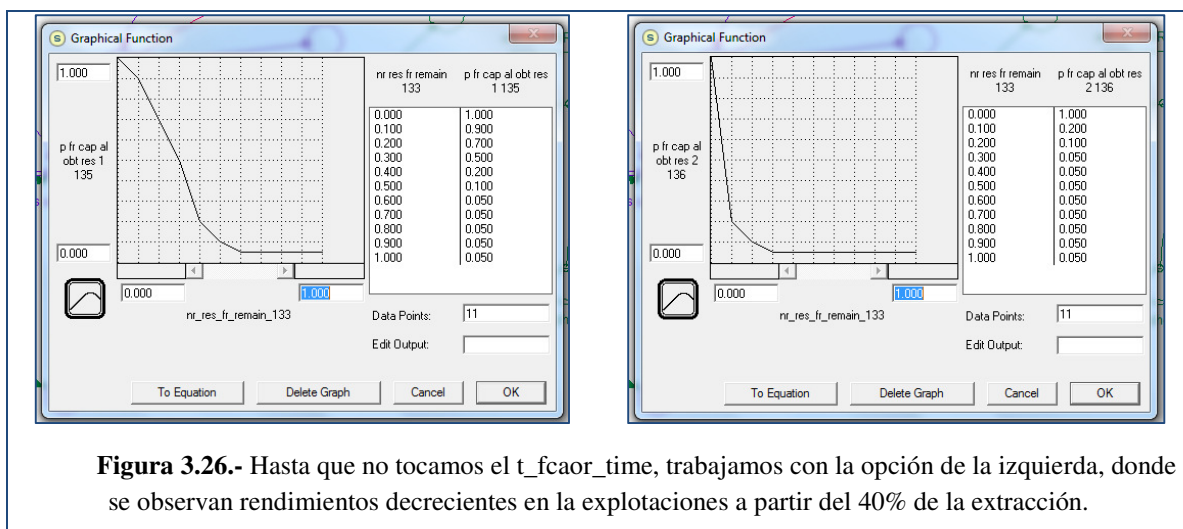 Graphical Function
1.000
p fr cap al
obt res 1
135
0.000
nr res fr remain
133
p fr cap al obt res
1 135
0.000 1.000
0.100 0.900
0.200 0.700
0.300 0.500
0.400 0.200
0.500 0.100
0.600 0.050
0.700 0.050
0.800 0.050
0.900 0.050
1.000 0.050
0.000 1.000
nr_res_fr_remain_133
Data Points: 11
Edit Output:
To Equation Delete Graph Cancel OK
Graphical Function
1.000
p fr cap al
obt res 2
136
0.000
nr res fr remain
133
p fr cap al obt res
2 136
0.000 1.000
0.100 0.200
0.200 0.100
0.300 0.050
0.400 0.050
0.500 0.050
0.600 0.050
0.700 0.050
0.800 0.050
0.900 0.050
1.000 0.050
0.000 1.000
nr_res_fr_remain_133
Data Points: 11
Edit Output:
To Equation Delete Graph Cancel OK
Figura 3.26.- Hasta que no tocamos el t_fcaor_time, trabajamos con la opción de la izquierda, donde
se observan rendimientos decrecientes en la explotaciones a partir del 40% de la extracción.